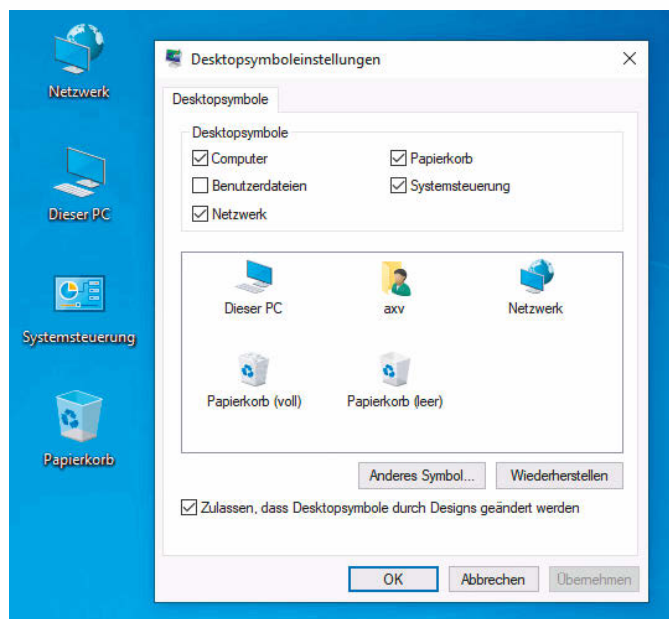 Netzwerk
Dieser PC
Systemsteuerung
Papierkorb
Desktopsymboleinstellungen
Desktopsymbole
Desktopsymbole
Computer
Papierkorb
Benutzerdateien
Systemsteuerung
Netzwerk
Dieser PC
axv
Netzwerk
Papierkorb (voll)
Papierkorb (leer)
Anderes Symbol...
Wiederherstellen
Zulassen, dass Desktopsymbole durch Designs geändert werden
OK
Abbrechen
Übernehmen